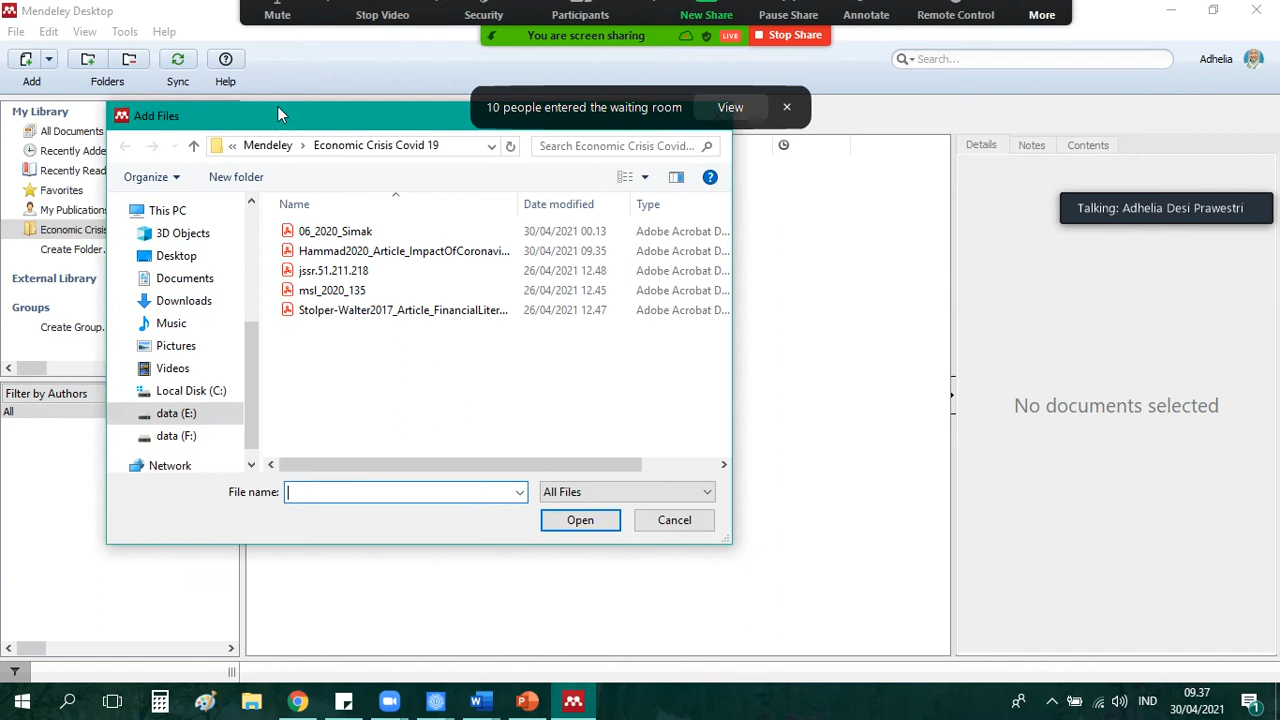 Mendeley Desktop
Mute
Stop Video
Security
Participants
New Share
Pause Share
Annotate
Remote Control
More
File Edit View Tools Help
You are screen sharing
LIVE
Stop Share
Add
Folders
Sync
Help
Search...
Adhelia
10 people entered the waiting room
View
My Library
All Documents
Recently Adde
Recently Read
Favorites
My Publications
Economic Crisis
Create Folder...
External Library
Groups
Create Group...
Filter by Authors
All
Add Files
« Mendeley > Economic Crisis Covid 19
Search Economic Crisis Covid...
Organize
New folder
This PC
3D Objects
Desktop
Documents
Downloads
Music
Pictures
Videos
Local Disk (C:)
data (E:)
data (F:)
Network
Name Date modified Type
06_2020_Simak 30/04/2021 00.13 Adobe Acrobat D...
Hammad2020_Article_ImpactOfCoronavi... 30/04/2021 09.35 Adobe Acrobat D...
jssr.51.211.218 26/04/2021 12.48 Adobe Acrobat D...
msl_2020_135 26/04/2021 12.45 Adobe Acrobat D...
Stolper-Walter2017_Article_FinancialLiter... 26/04/2021 12.47 Adobe Acrobat D...
File name:
All Files
Open
Cancel
Details Notes Contents
Talking: Adhelia Desi Prawestri
No documents selected
IND
09.37
30/04/2021
1